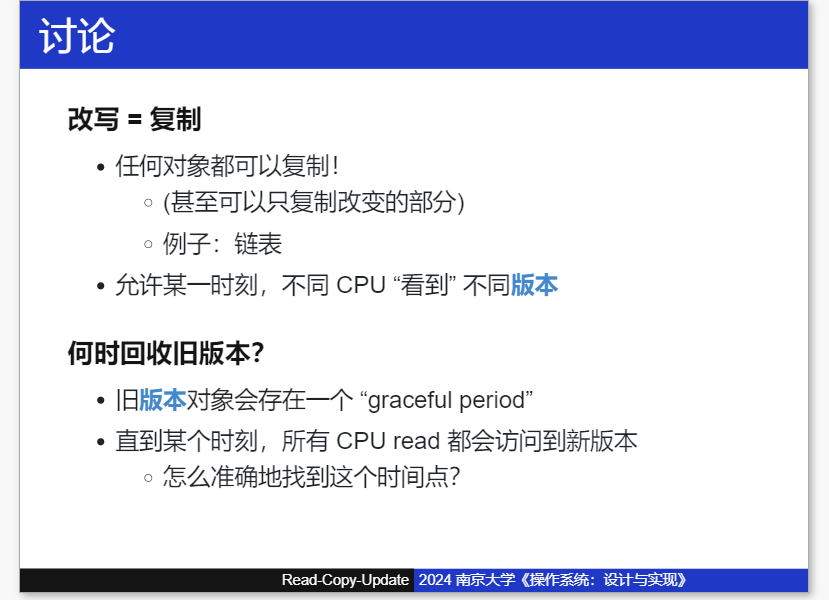 讨论
改写 = 复制
• 任何对象都可以复制！
◦ (甚至可以只复制改变的部分)
◦ 例子：链表
• 允许某一时刻，不同 CPU “看到” 不同版本
何时回收旧版本？
• 旧版本对象会存在一个 “graceful period”
• 直到某个时刻，所有 CPU read 都会访问到新版本
◦ 怎么准确地找到这个时间点？
Read-Copy-Update 2024 南京大学《操作系统：设计与实现》